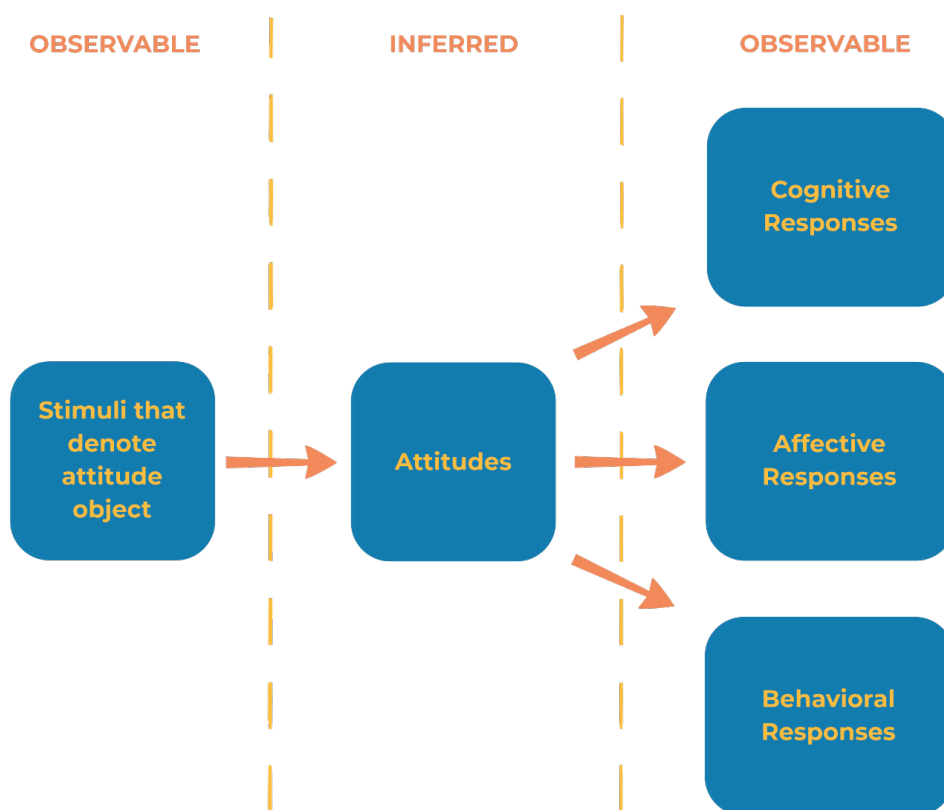 OBSERVABLE
INFERRED
OBSERVABLE
Stimuli that
denote
attitude
object
Attitudes
Cognitive
Responses
Affective
Responses
Behavioral
Responses